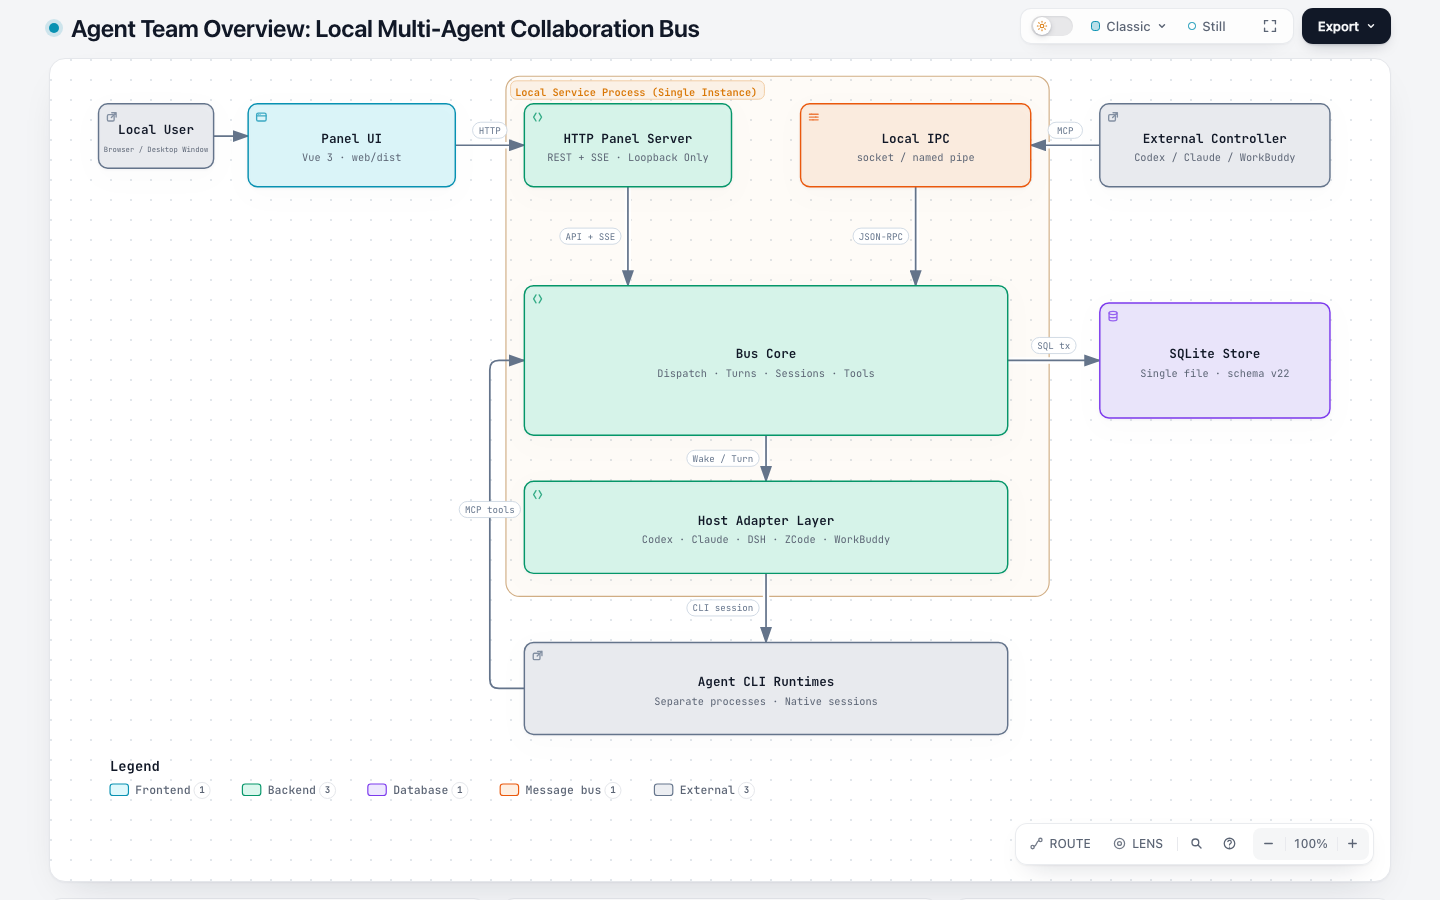 Agent Team Overview: Local Multi-Agent Collaboration Bus
Classic
Still
Export
Local Service Process (Single Instance)
Local User
Browser / Desktop Window
Panel UI
Vue 3 · web/dist
HTTP
HTTP Panel Server
REST + SSE · Loopback Only
Local IPC
socket / named pipe
MCP
External Controller
Codex / Claude / WorkBuddy
API + SSE
JSON-RPC
Bus Core
Dispatch · Turns · Sessions · Tools
SQL tx
SQLite Store
Single file · schema v22
Wake / Turn
MCP tools
Host Adapter Layer
Codex · Claude · DSH · ZCode · WorkBuddy
CLI session
Agent CLI Runtimes
Separate processes · Native sessions
Legend
Frontend 1
Backend 3
Database 1
Message bus 1
External 3
ROUTE
LENS
100%